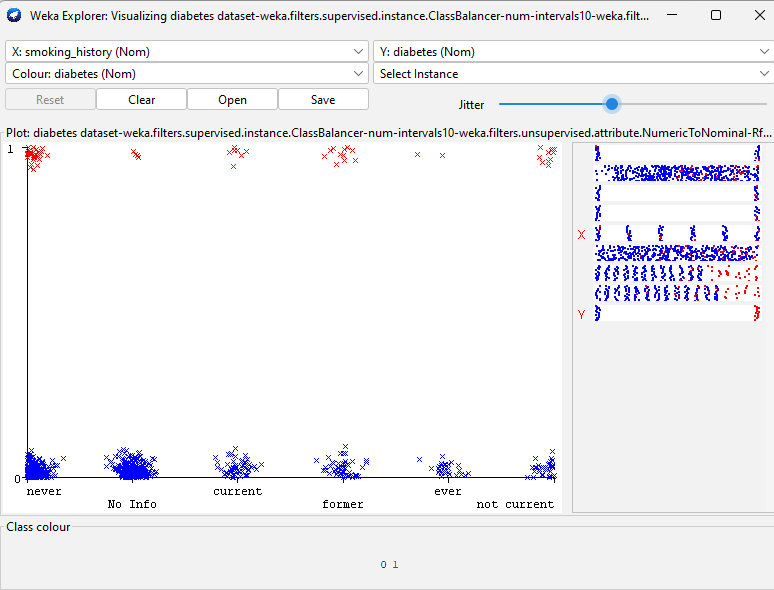 Weka Explorer: Visualizing diabetes dataset-weka.filters.supervised.instance.ClassBalancer-num-intervals10-weka.filt...
X: smoking_history (Nom) Y: diabetes (Nom)
Colour: diabetes (Nom) Select Instance
Reset Clear Open Save Jitter
Plot: diabetes dataset-weka.filters.supervised.instance.ClassBalancer-num-intervals10-weka.filters.unsupervised.attribute.NumericToNominal-Rf...
1
X
Y
0
never current ever
No Info former not current
Class colour
0 1